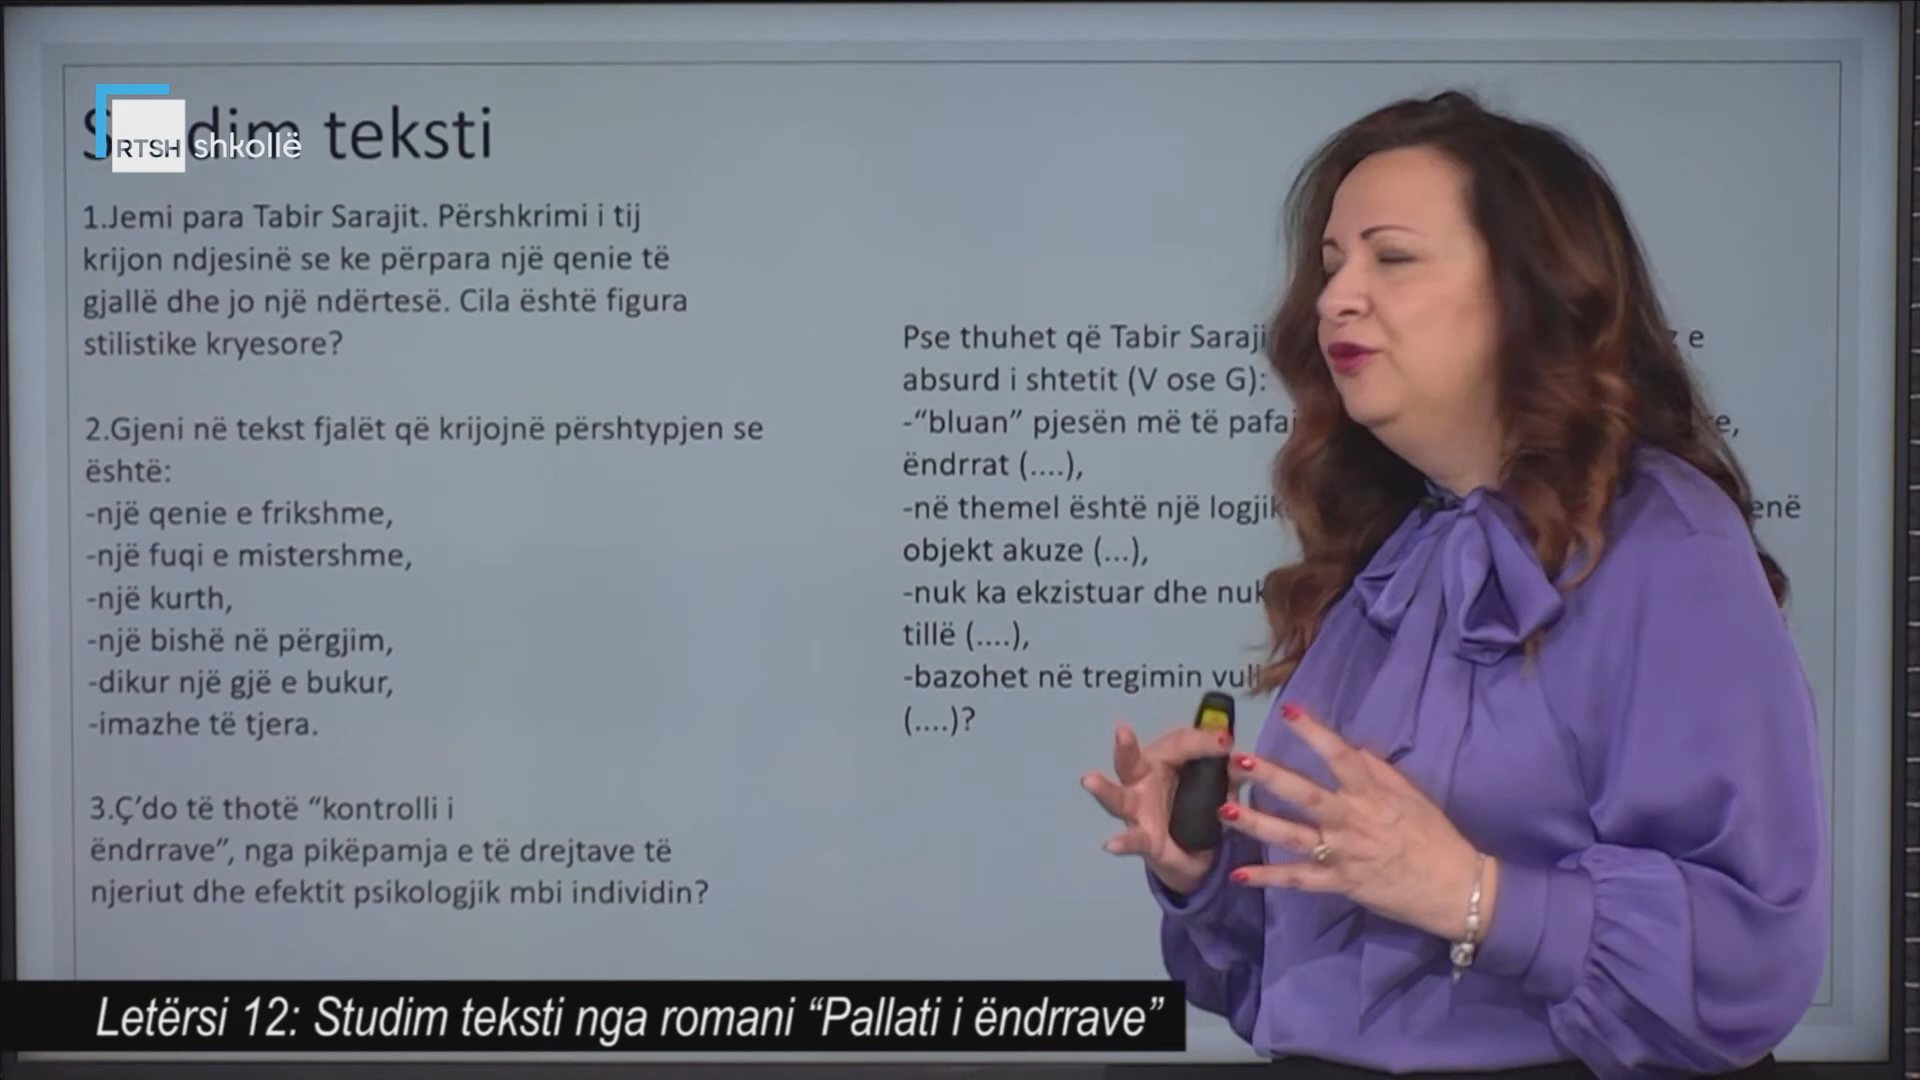 Studim teksti
RTSH shkollë
1.Jemi para Tabir Sarajit. Përshkrimi i tij
krijon ndjesinë se ke përpara një qenie të
gjallë dhe jo një ndërtesë. Cila është figura
stilistike kryesore?
2.Gjeni në tekst fjalët që krijojnë përshtypjen se
është:
-një qenie e frikshme,
-një fuqi e mistershme,
-një kurth,
-një bishë në përgjim,
-dikur një gjë e bukur,
-imazhe të tjera.
3.Ç’do të thotë “kontrolli i
ëndrrave”, nga pikëpamja e të drejtave të
njeriut dhe efektit psikologjik mbi individin?
Pse thuhet që Tabir Saraji e
absurd i shtetit (V ose G):
-“bluan” pjesën më të
ëndrrat (....),
-në themel është një
objekt akuze (...),
-nuk ka ekzistuar dhe nuk
tillë (....),
-bazohet në tregimin
(....)?
Letërsi 12: Studim teksti nga romani “Pallati i ëndrrave”